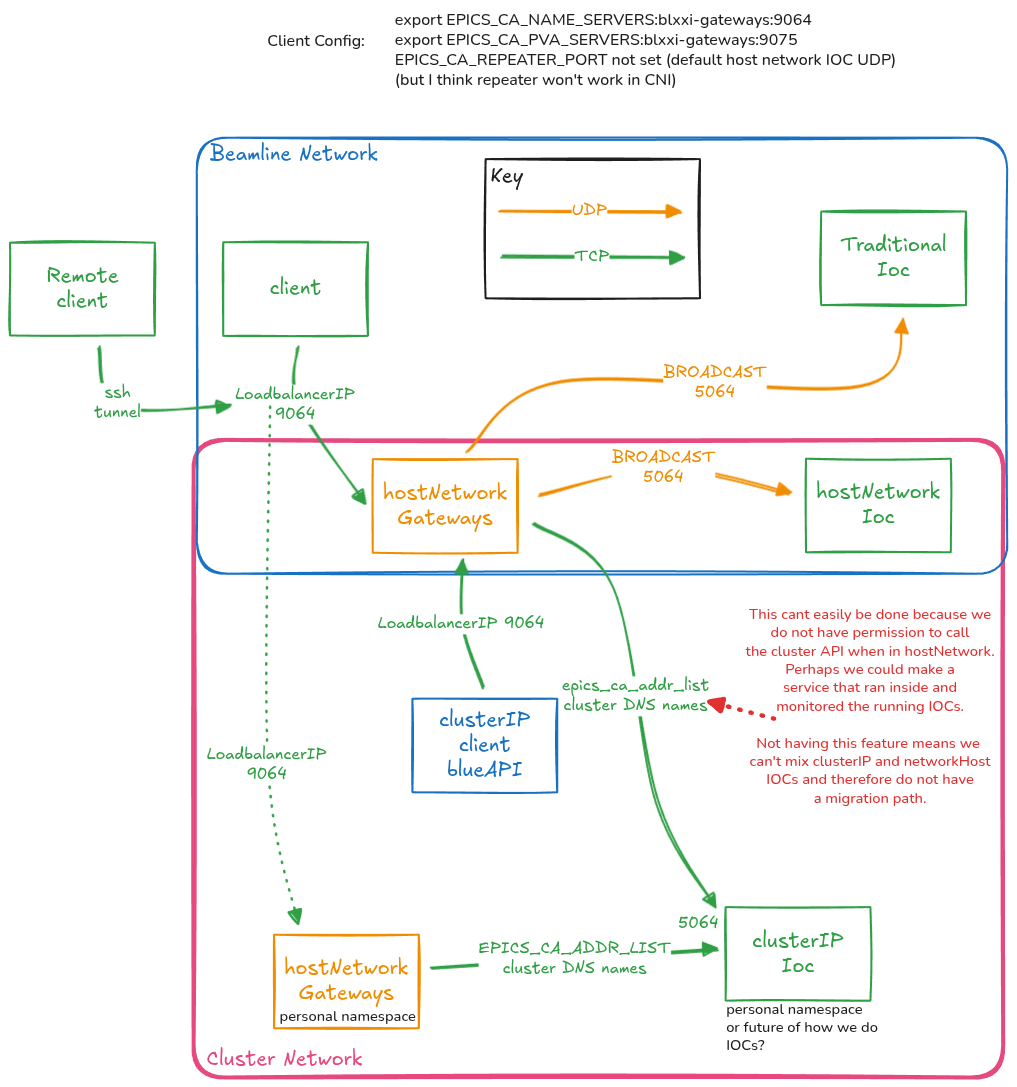 Client Config:
export EPICS_CA_NAME_SERVERS:blxxi-gateways:9064
export EPICS_CA_PVA_SERVERS:blxxi-gateways:9075
EPICS_CA_REPEATER_PORT not set (default host network IOC UDP)
(but I think repeater won't work in CNI)
Beamline Network
Key
UDP
TCP
Remote
client
client
Traditional
Ioc
ssh
tunnel
LoadbalancerIP
9064
BROADCAST
5064
BROADCAST
5064
hostNetwork
Gateways
hostNetwork
Ioc
LoadbalancerIP 9064
epics_ca_addr_list
cluster DNS names
This cant easily be done because we
do not have permission to call
the cluster API when in hostNetwork.
Perhaps we could make a
service that ran inside and
monitored the running IOCs.
Not having this feature means we
can't mix clusterIP and networkHost
IOCs and therefore do not have
a migration path.
clusterIP
client
blueAPI
LoadbalancerIP
9064
hostNetwork
Gateways
personal namespace
EPICS_CA_ADDR_LIST
cluster DNS names
5064
clusterIP
Ioc
personal namespace
or future of how we do
IOCs?
Cluster Network